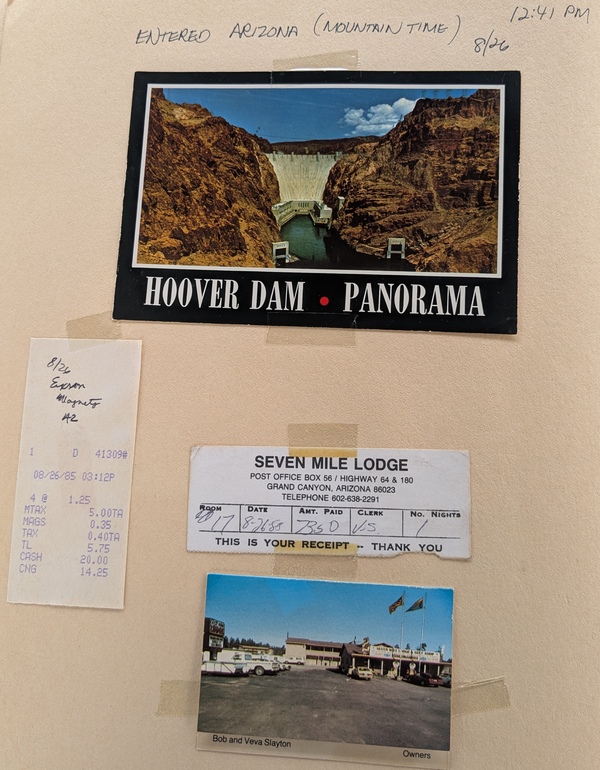 12:41 PM
ENTERED ARIZONA (MOUNTAIN TIME)
8/26
HOOVER DAM • PANORAMA
8/26
Magnets
AZ
1 D 41309#
08/26/85 03:12P
4 @ 1.25
MTAX 5.00TA
MAGS 0.35
TAX 0.40TA
TL 5.75
CASH 20.00
CNG 14.25
SEVEN MILE LODGE
POST OFFICE BOX 56 / HIGHWAY 64 & 180
GRAND CANYON, ARIZONA 86023
TELEPHONE 602-638-2291
ROOM DATE AMT. PAID CLERK NO. NIGHTS
17 VS 1
THIS IS YOUR RECEIPT -- THANK YOU
Bob and Veva Slayton
Owners